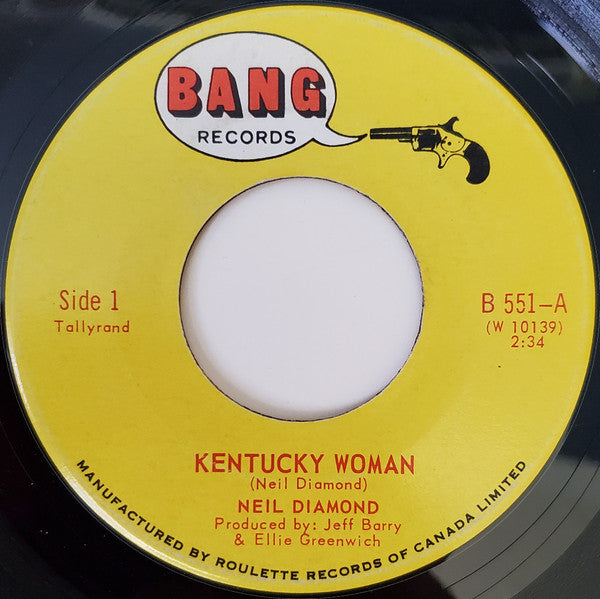 BANG
RECORDS
Side 1
Tallyrand
B 551-A
(W 10139)
2:34
KENTUCKY WOMAN
(Neil Diamond)
NEIL DIAMOND
Produced by: Jeff Barry
& Ellie Greenwich
MANUFACTURED BY ROULETTE RECORDS OF CANADA LIMITED